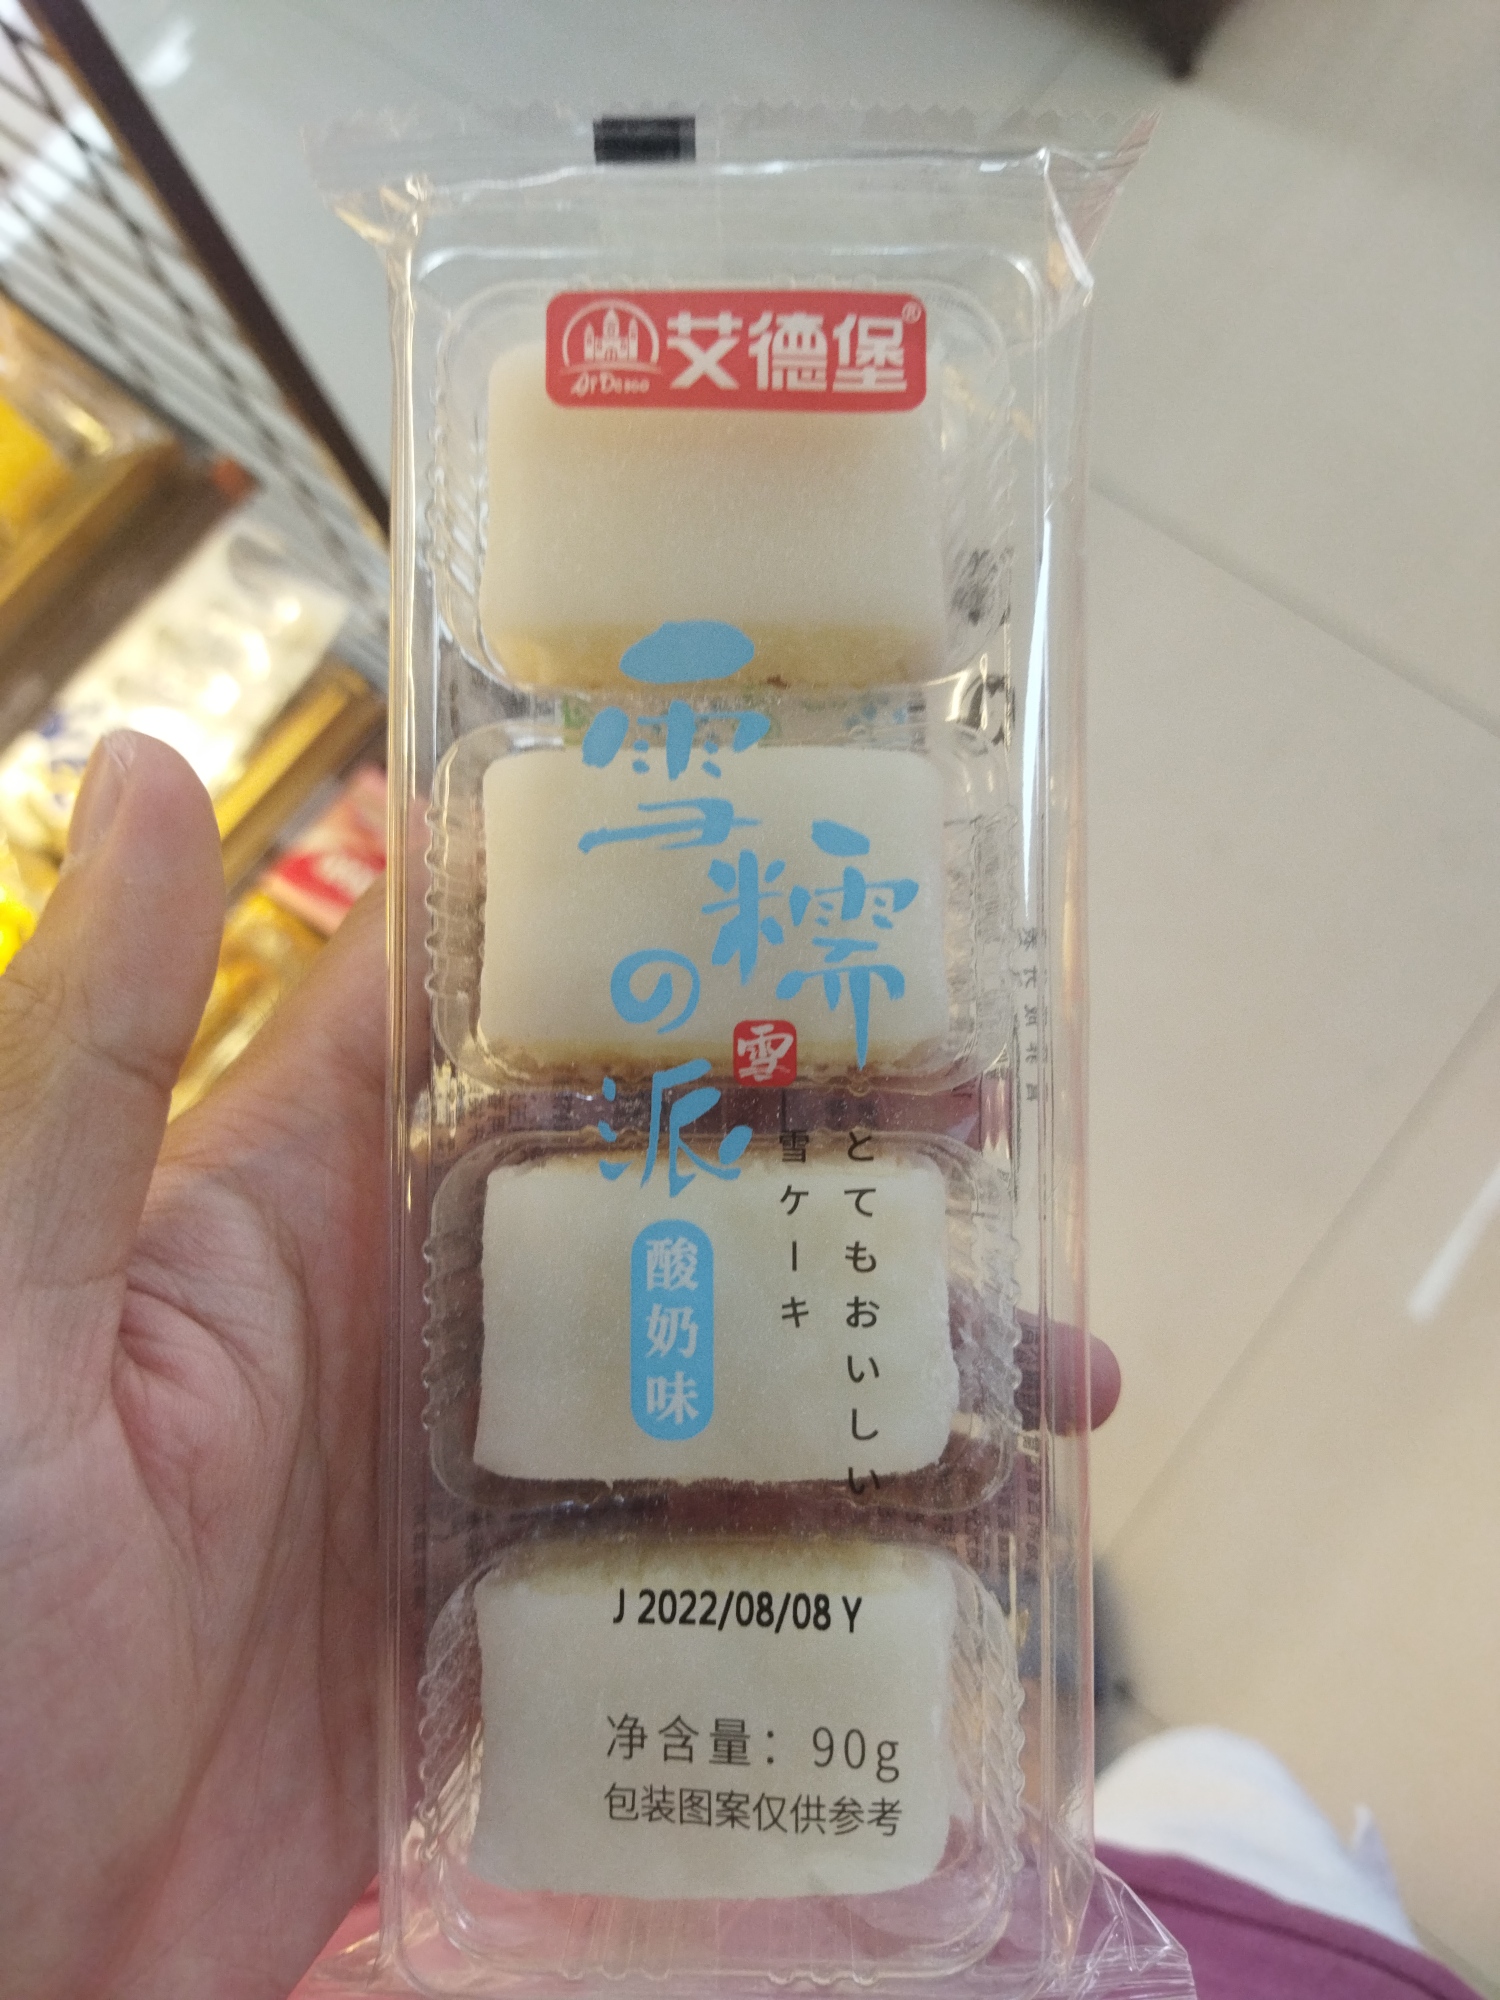 艾德堡®
雪糯の派
雪
とてもおいしい
雪ケーキ
酸奶味
J 2022/08/08 Y
净含量：90g
包装图案仅供参考